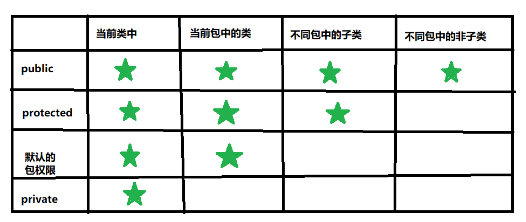 当前类中 当前包中的类 不同包中的子类 不同包中的非子类
public
protected
默认的
包权限
private